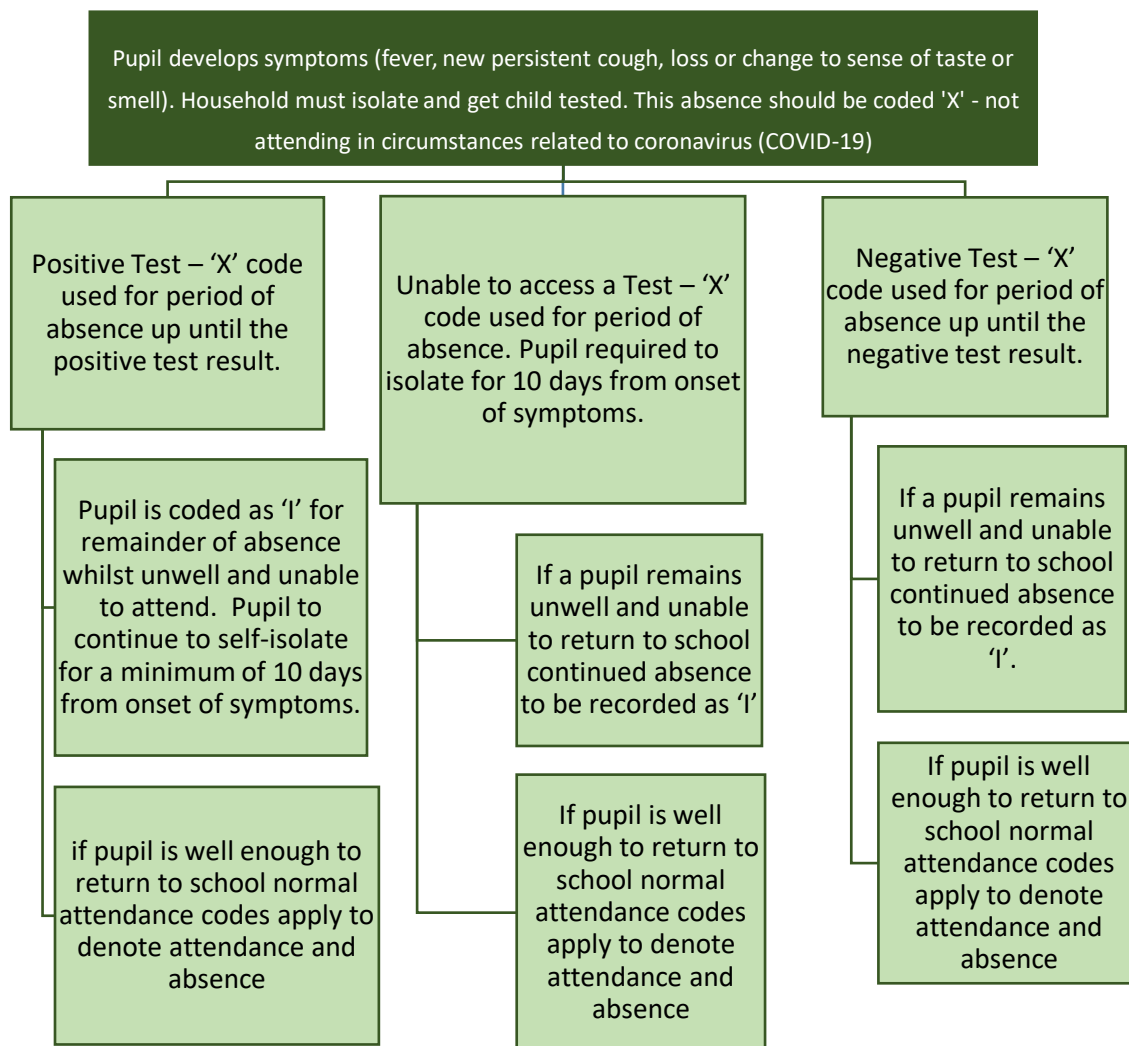 Pupil develops symptoms (fever, new persistent cough, loss or change to sense of taste or
smell). Household must isolate and get child tested. This absence should be coded 'X' - not
attending in circumstances related to coronavirus (COVID-19)
Positive Test – ‘X’ code
used for period of
absence up until the
positive test result.
Pupil is coded as ‘I’ for
remainder of absence
whilst unwell and unable
to attend. Pupil to
continue to self-isolate
for a minimum of 10 days
from onset of symptoms.
if pupil is well enough to
return to school normal
attendance codes apply to
denote attendance and
absence
Unable to access a Test – ‘X’
code used for period of
absence. Pupil required to
isolate for 10 days from onset
of symptoms.
If a pupil remains
unwell and unable
to return to school
continued absence
to be recorded as ‘I’
If pupil is well
enough to return to
school normal
attendance codes
apply to denote
attendance and
absence
Negative Test – ‘X’
code used for period of
absence up until the
negative test result.
If a pupil remains
unwell and unable
to return to school
continued absence
to be recorded as
‘I’.
If pupil is well
enough to return to
school normal
attendance codes
apply to denote
attendance and
absence